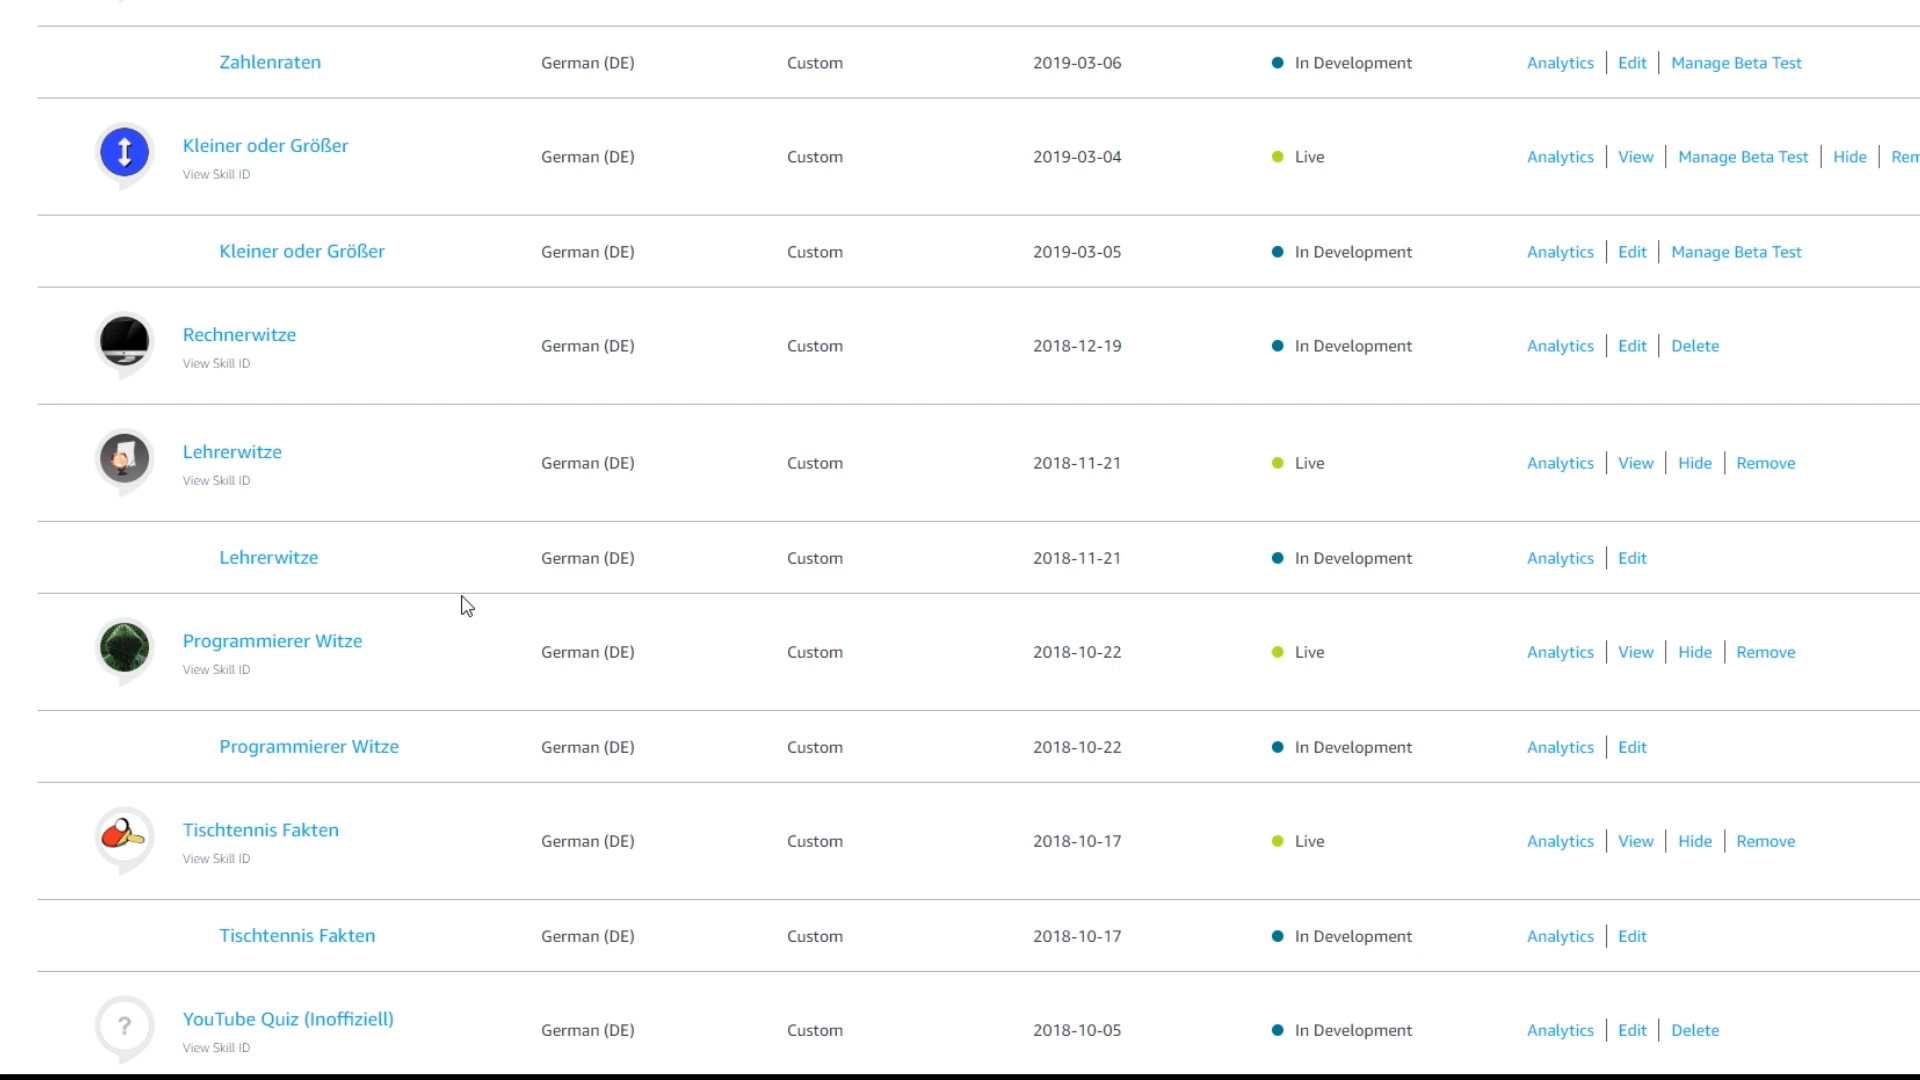 Zahlenraten German (DE) Custom 2019-03-06 In Development Analytics Edit Manage Beta Test
Kleiner oder Größer German (DE) Custom 2019-03-04 Live Analytics View Manage Beta Test Hide Rem
View Skill ID
Kleiner oder Größer German (DE) Custom 2019-03-05 In Development Analytics Edit Manage Beta Test
Rechnerwitze German (DE) Custom 2018-12-19 In Development Analytics Edit Delete
View Skill ID
Lehrerwitze German (DE) Custom 2018-11-21 Live Analytics View Hide Remove
View Skill ID
Lehrerwitze German (DE) Custom 2018-11-21 In Development Analytics Edit
Programmierer Witze German (DE) Custom 2018-10-22 Live Analytics View Hide Remove
View Skill ID
Programmierer Witze German (DE) Custom 2018-10-22 In Development Analytics Edit
Tischtennis Fakten German (DE) Custom 2018-10-17 Live Analytics View Hide Remove
View Skill ID
Tischtennis Fakten German (DE) Custom 2018-10-17 In Development Analytics Edit
? YouTube Quiz (Inoffiziell) German (DE) Custom 2018-10-05 In Development Analytics Edit Delete
View Skill ID